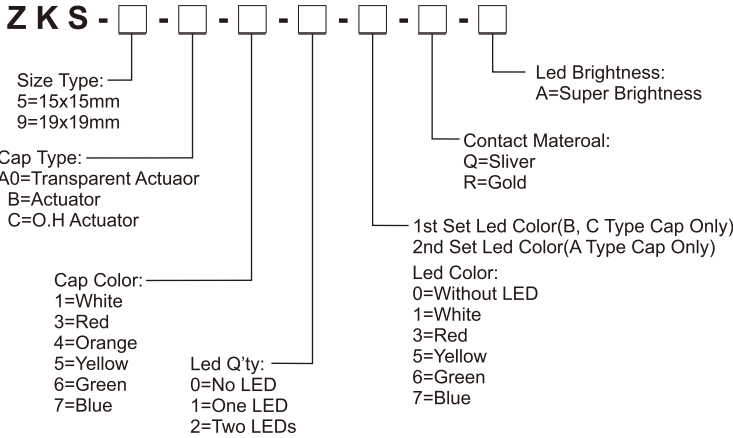 ZKS-□-□-□-□-□-□-□
Size Type:
5=15x15mm
9=19x19mm
Cap Type:
A0=Transparent Actuaor
B=Actuator
C=O.H Actuator
Cap Color:
1=White
3=Red
4=Orange
5=Yellow
6=Green
7=Blue
Led Q'ty:
0=No LED
1=One LED
2=Two LEDs
1st Set Led Color(B, C Type Cap Only)
2nd Set Led Color(A Type Cap Only)
Led Color:
0=Without LED
1=White
3=Red
5=Yellow
6=Green
7=Blue
Contact Materoal:
Q=Sliver
R=Gold
Led Brightness:
A=Super Brightness